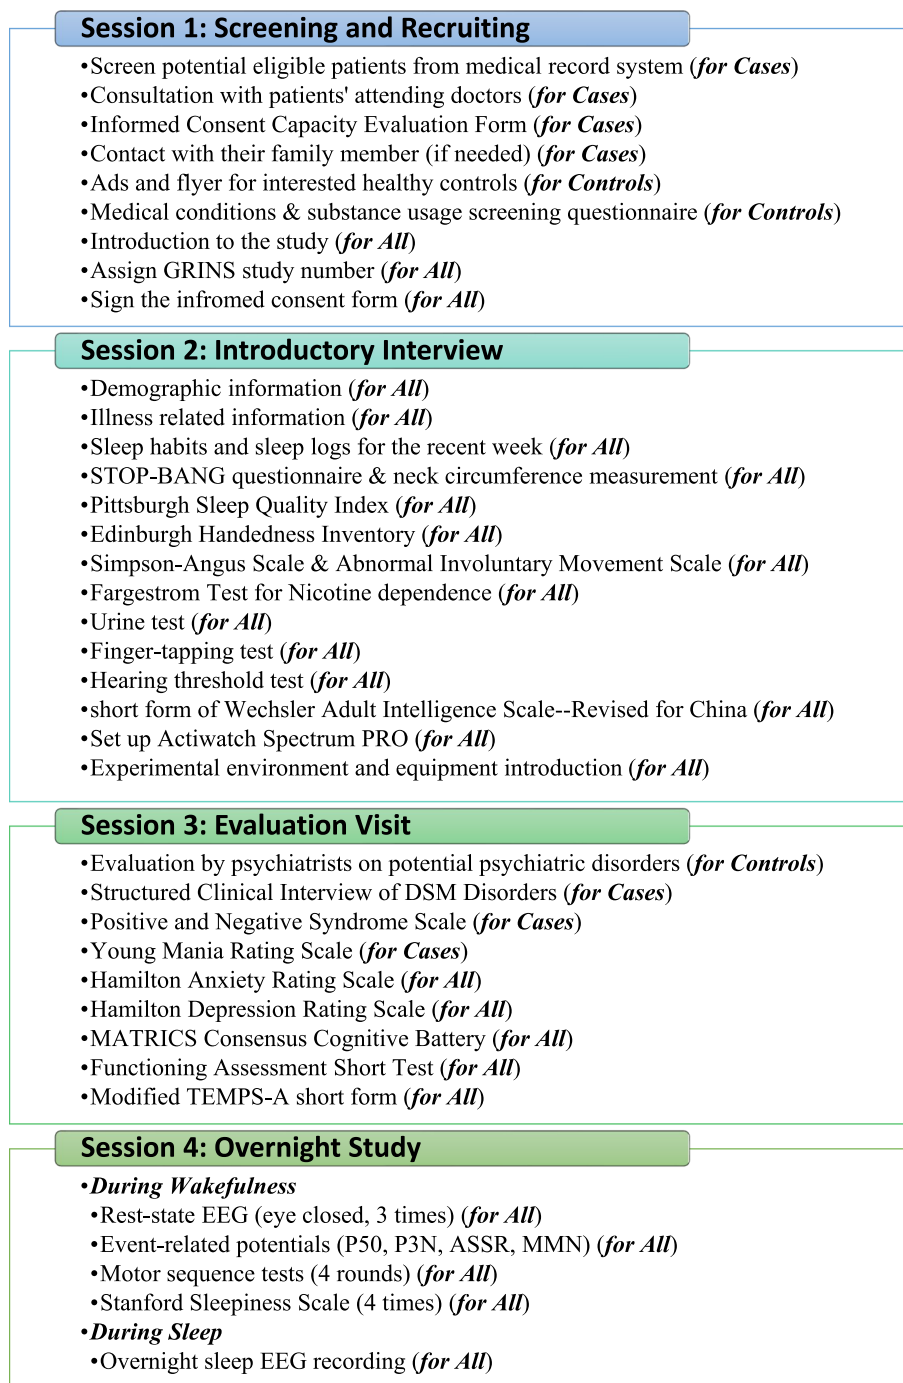 Session 1: Screening and Recruiting
•Screen potential eligible patients from medical record system (for Cases)
•Consultation with patients' attending doctors (for Cases)
•Informed Consent Capacity Evaluation Form (for Cases)
•Contact with their family member (if needed) (for Cases)
•Ads and flyer for interested healthy controls (for Controls)
•Medical conditions & substance usage screening questionnaire (for Controls)
•Introduction to the study (for All)
•Assign GRINS study number (for All)
•Sign the infromed consent form (for All)
Session 2: Introductory Interview
•Demographic information (for All)
•Illness related information (for All)
•Sleep habits and sleep logs for the recent week (for All)
•STOP-BANG questionnaire & neck circumference measurement (for All)
•Pittsburgh Sleep Quality Index (for All)
•Edinburgh Handedness Inventory (for All)
•Simpson-Angus Scale & Abnormal Involuntary Movement Scale (for All)
•Fargestrom Test for Nicotine dependence (for All)
•Urine test (for All)
•Finger-tapping test (for All)
•Hearing threshold test (for All)
•short form of Wechsler Adult Intelligence Scale--Revised for China (for All)
•Set up Actiwatch Spectrum PRO (for All)
•Experimental environment and equipment introduction (for All)
Session 3: Evaluation Visit
•Evaluation by psychiatrists on potential psychiatric disorders (for Controls)
•Structured Clinical Interview of DSM Disorders (for Cases)
•Positive and Negative Syndrome Scale (for Cases)
•Young Mania Rating Scale (for Cases)
•Hamilton Anxiety Rating Scale (for All)
•Hamilton Depression Rating Scale (for All)
•MATRICS Consensus Cognitive Battery (for All)
•Functioning Assessment Short Test (for All)
•Modified TEMPS-A short form (for All)
Session 4: Overnight Study
•During Wakefulness
•Rest-state EEG (eye closed, 3 times) (for All)
•Event-related potentials (P50, P3N, ASSR, MMN) (for All)
•Motor sequence tests (4 rounds) (for All)
•Stanford Sleepiness Scale (4 times) (for All)
•During Sleep
•Overnight sleep EEG recording (for All)